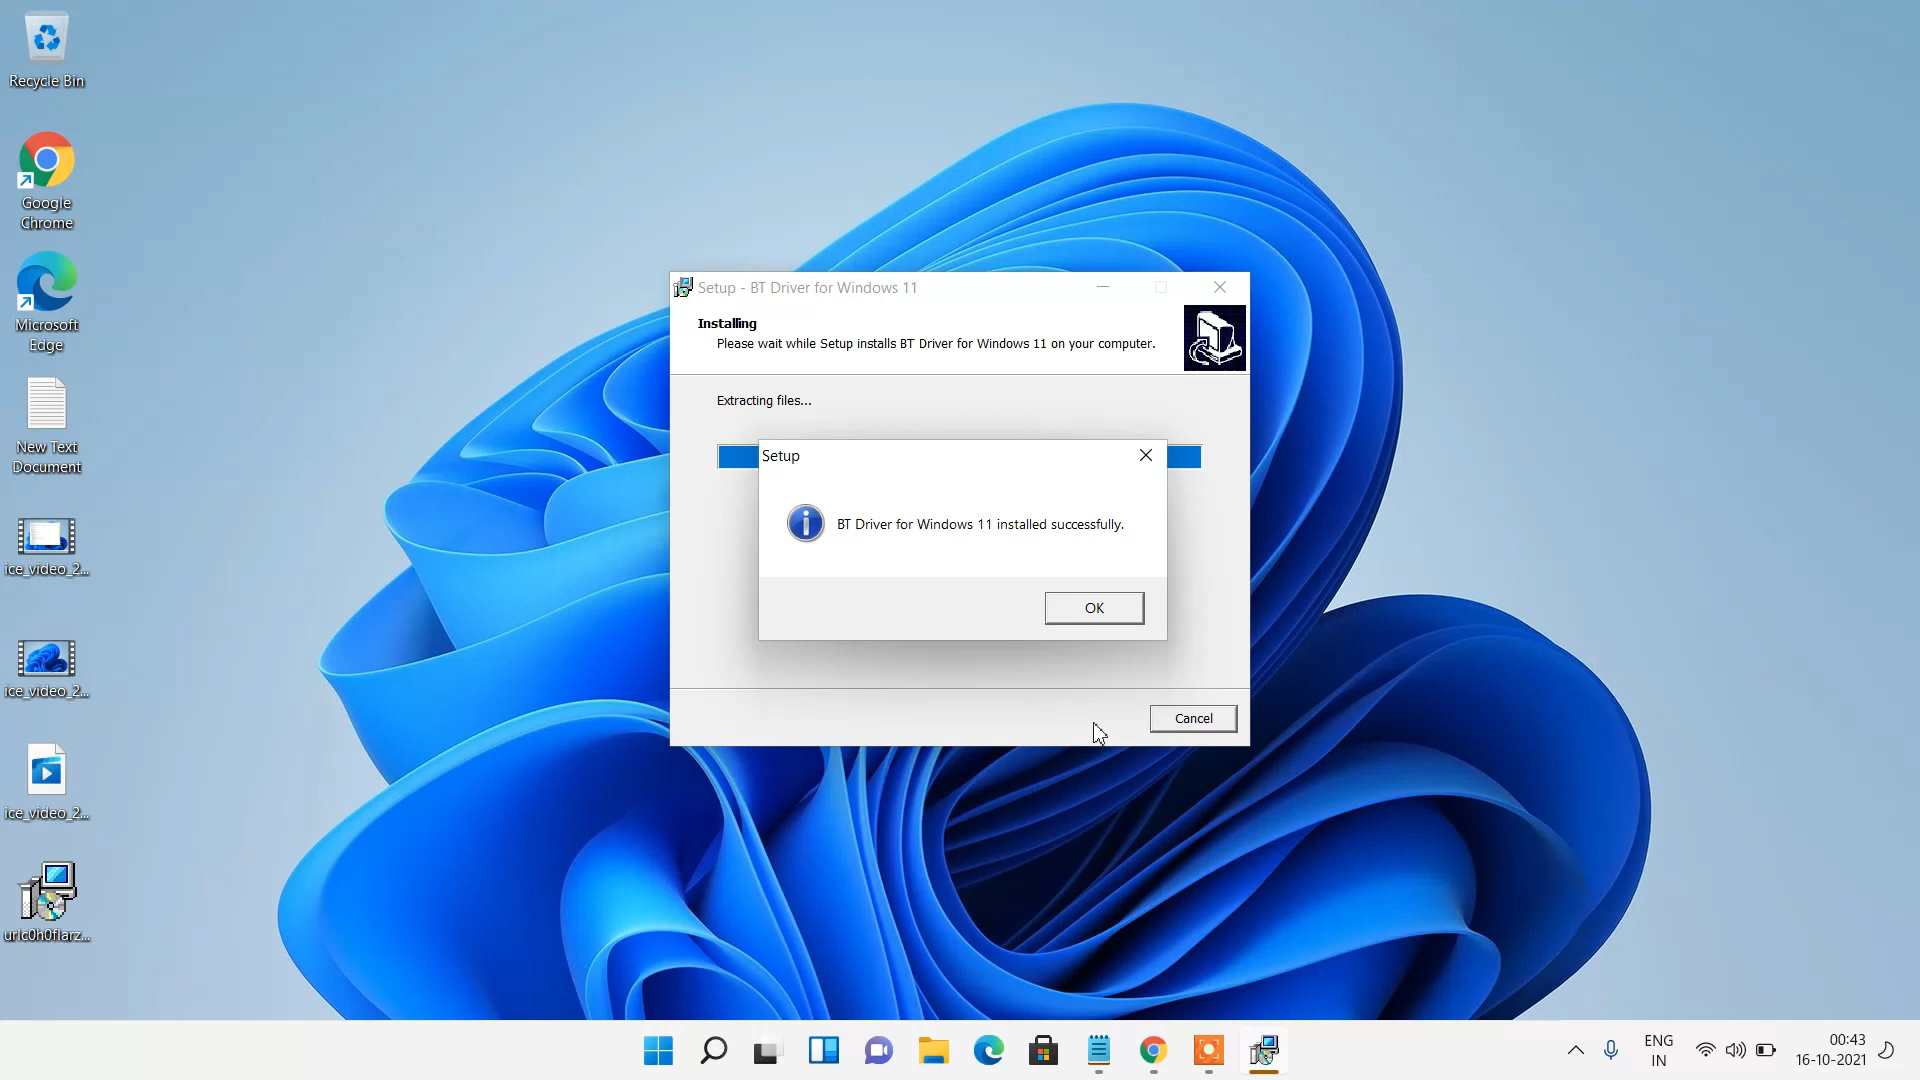 Recycle Bin
Google
Chrome
Microsoft
Edge
New Text
Document
ice_video_2...
ice_video_2...
ice_video_2...
urlc0h0flarz...
Setup - BT Driver for Windows 11
Installing
Please wait while Setup installs BT Driver for Windows 11 on your computer.
Extracting files...
Setup
BT Driver for Windows 11 installed successfully.
OK
Cancel
ENG
IN
00:43
16-10-2021